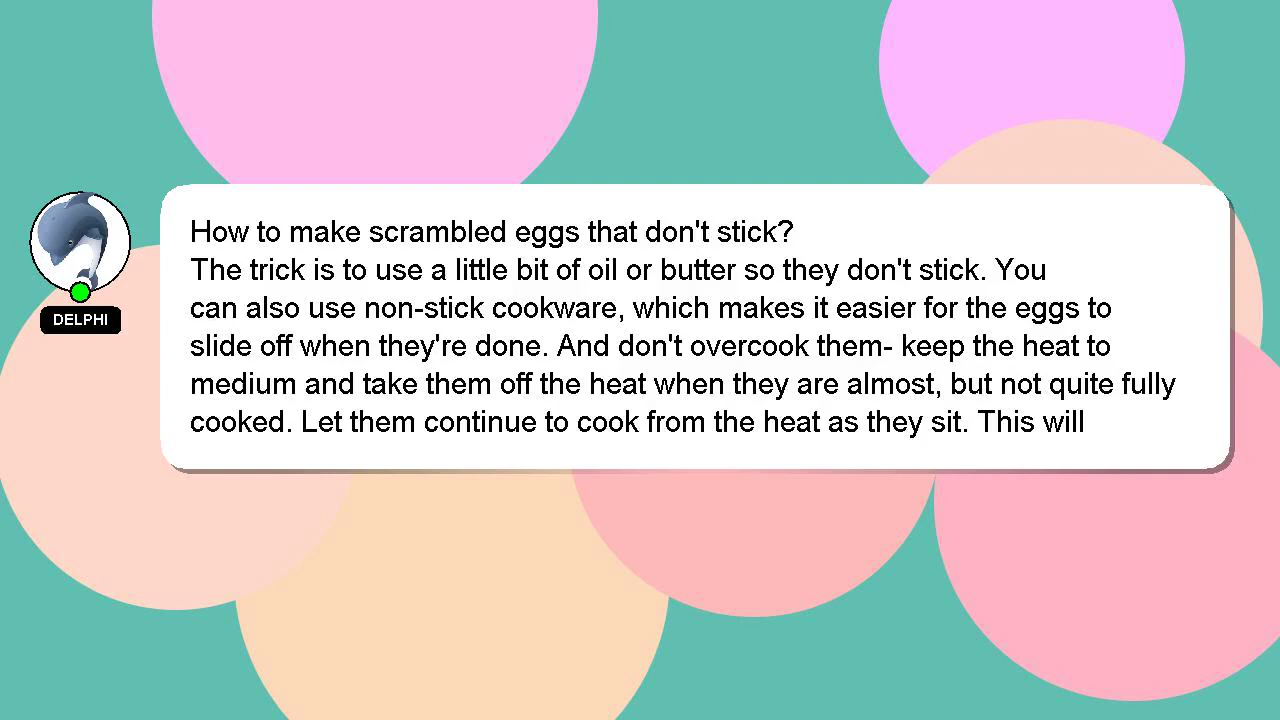 How to make scrambled eggs that don't stick?
The trick is to use a little bit of oil or butter so they don't stick. You
can also use non-stick cookware, which makes it easier for the eggs to
slide off when they're done. And don't overcook them- keep the heat to
medium and take them off the heat when they are almost, but not quite fully
cooked. Let them continue to cook from the heat as they sit. This will
DELPHI